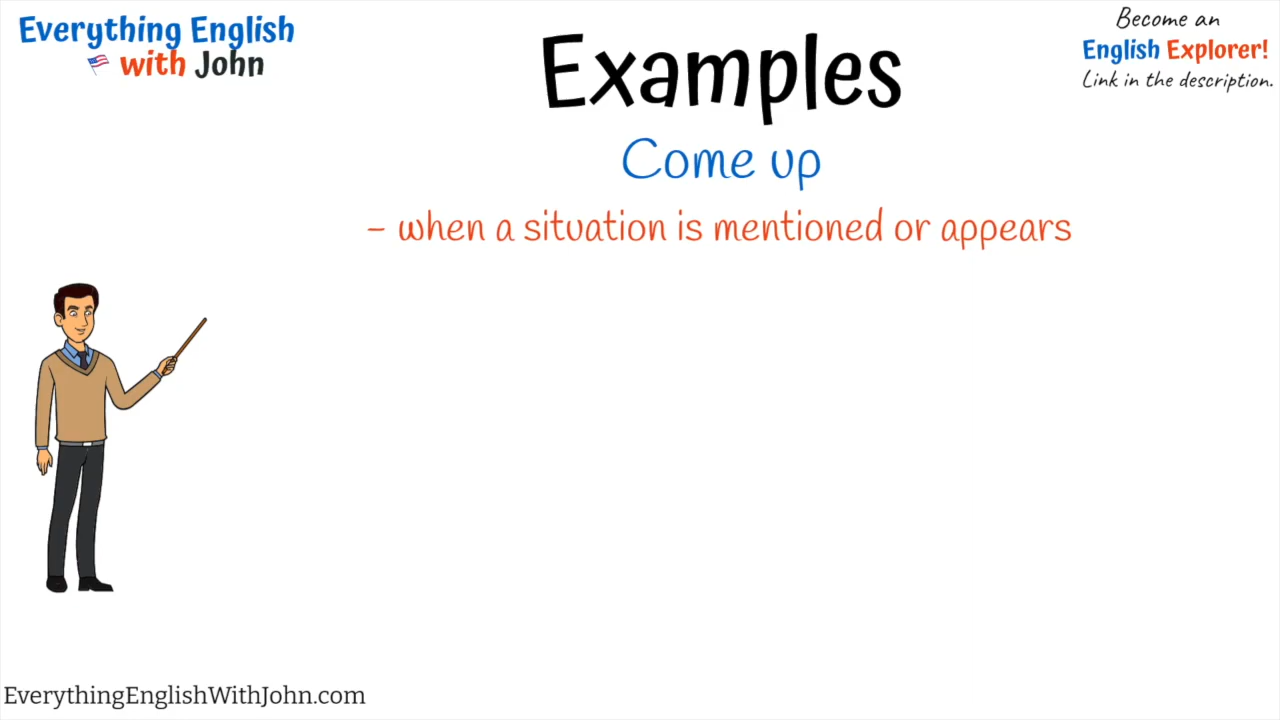 Everything English
with John
Examples
Become an
English Explorer!
Link in the description.
Come up
- when a situation is mentioned or appears
EverythingEnglishWithJohn.com